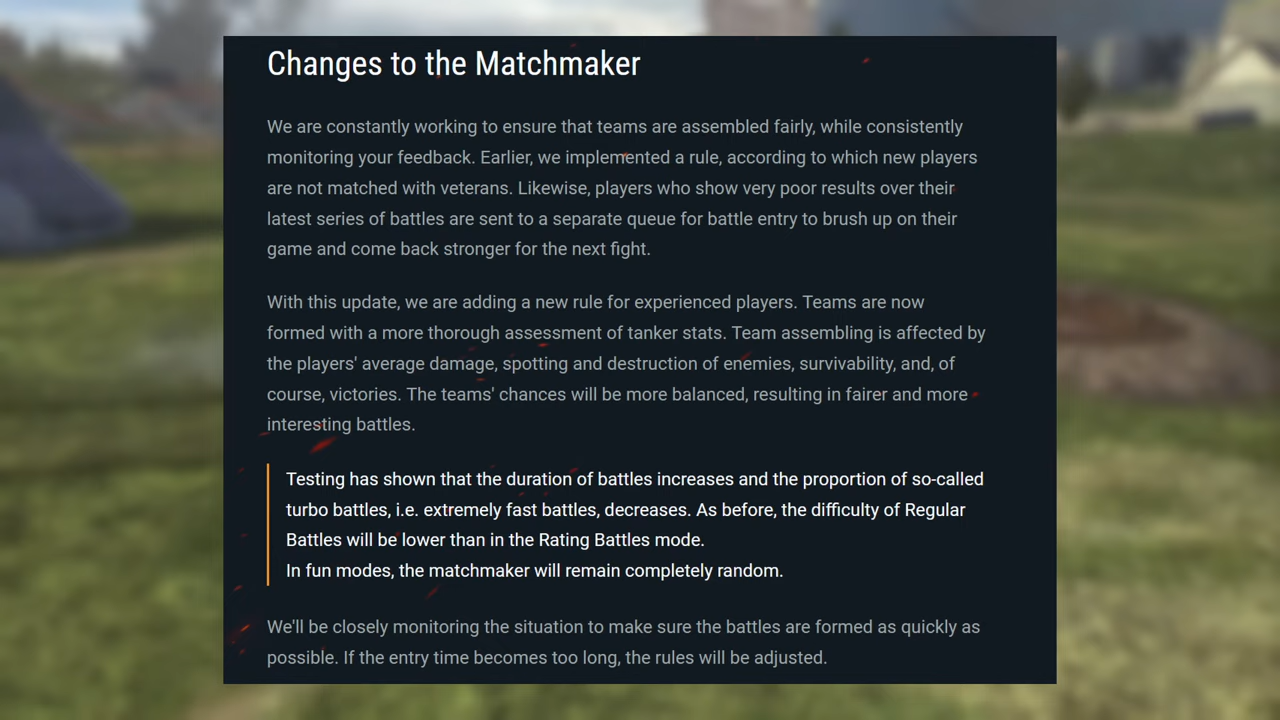 Changes to the Matchmaker
We are constantly working to ensure that teams are assembled fairly, while consistently
monitoring your feedback. Earlier, we implemented a rule, according to which new players
are not matched with veterans. Likewise, players who show very poor results over their
latest series of battles are sent to a separate queue for battle entry to brush up on their
game and come back stronger for the next fight.
With this update, we are adding a new rule for experienced players. Teams are now
formed with a more thorough assessment of tanker stats. Team assembling is affected by
the players' average damage, spotting and destruction of enemies, survivability, and, of
course, victories. The teams' chances will be more balanced, resulting in fairer and more
interesting battles.
Testing has shown that the duration of battles increases and the proportion of so-called
turbo battles, i.e. extremely fast battles, decreases. As before, the difficulty of Regular
Battles will be lower than in the Rating Battles mode.
In fun modes, the matchmaker will remain completely random.
We'll be closely monitoring the situation to make sure the battles are formed as quickly as
possible. If the entry time becomes too long, the rules will be adjusted.